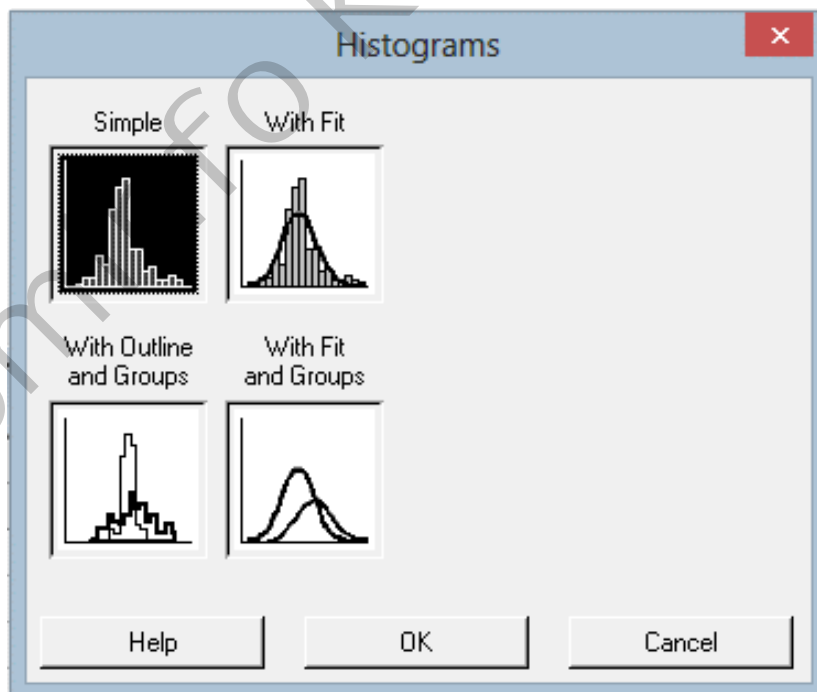 Histograms
Simple
With Fit
With Outline
and Groups
With Fit
and Groups
Help
OK
Cancel